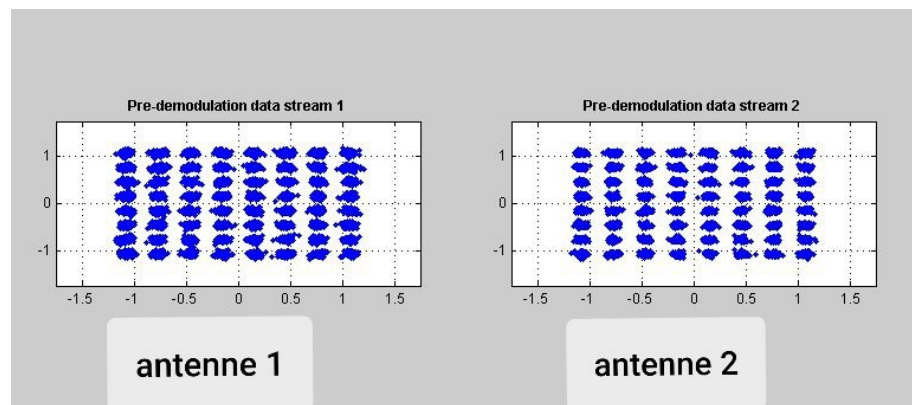 Pre-demodulation data stream 1
1
0
-1
-1.5 -1 -0.5 0 0.5 1 1.5
antenne 1
Pre-demodulation data stream 2
1
0
-1
-1.5 -1 -0.5 0 0.5 1 1.5
antenne 2